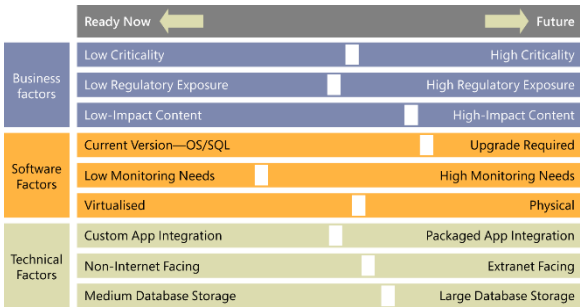 Ready Now
Future
Business
factors
Low Criticality
High Criticality
Low Regulatory Exposure
High Regulatory Exposure
Low-Impact Content
High-Impact Content
Software
Factors
Current Version—OS/SQL
Upgrade Required
Low Monitoring Needs
High Monitoring Needs
Virtualised
Physical
Technical
Factors
Custom App Integration
Packaged App Integration
Non-Internet Facing
Extranet Facing
Medium Database Storage
Large Database Storage